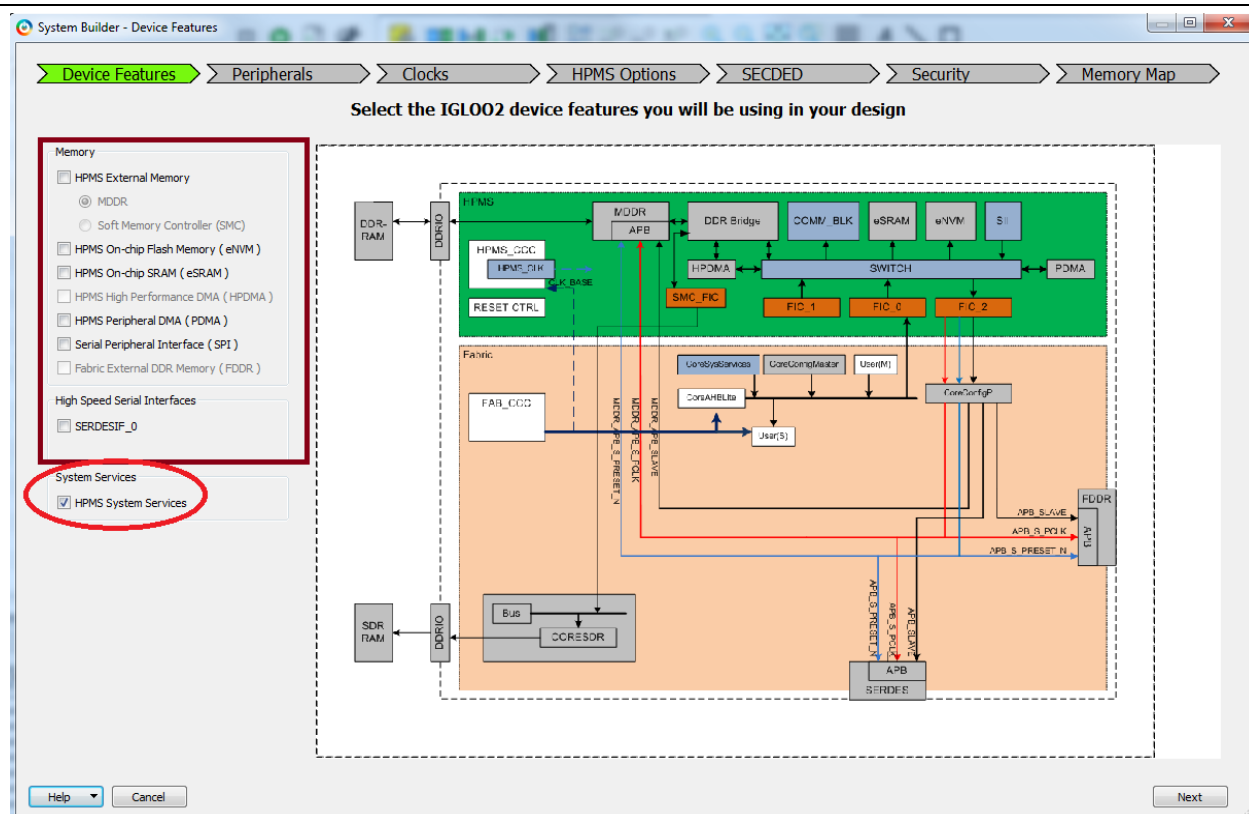 System Builder - Device Features
Device Features
Peripherals
Clocks
HPMS Options
SECDED
Security
Memory Map
Select the IGLOO2 device features you will be using in your design
Memory
HPMS External Memory
MDDR
Soft Memory Controller (SMC)
HPMS On-chip Flash Memory ( eNVM )
HPMS On-chip SRAM ( eSRAM )
HPMS High Performance DMA ( HPDMA )
HPMS Peripheral DMA ( PDMA )
Serial Peripheral Interface ( SPI )
Fabric External DDR Memory ( FDDR )
High Speed Serial Interfaces
SERDESIF_0
System Services
HPMS System Services
DDR-
RAM
DDRIO
HPMS
MDDR
APB
DDR Bridge
COMM_BLK
eSRAM
eNVM
HPMS_CCC
HPMS_CLK
CLK_BASE
HPDMA
SWITCH
PDMA
RESET CTRL
SMC_FIC
FIC_1
FIC_0
FIC_2
Fabric
CoreSysServices
CoreConfigMaster
User(M)
FAB_CCC
CoreAHBLite
CoreConfigP
User(S)
MDDR_APB_S_PRESET_N
MDDR_APB_S_PCLK
MDDR_APB_SLAVE
FDDR
APB
APB_SLAVE
APB_S_PCLK
APB_S_PRESET_N
SDR
RAM
DDRIO
Bus
CORESDR
APB_S_PRESET_N
APB_S_PCLK
APB_SLAVE
APB
SERDES
Help
Cancel
Next